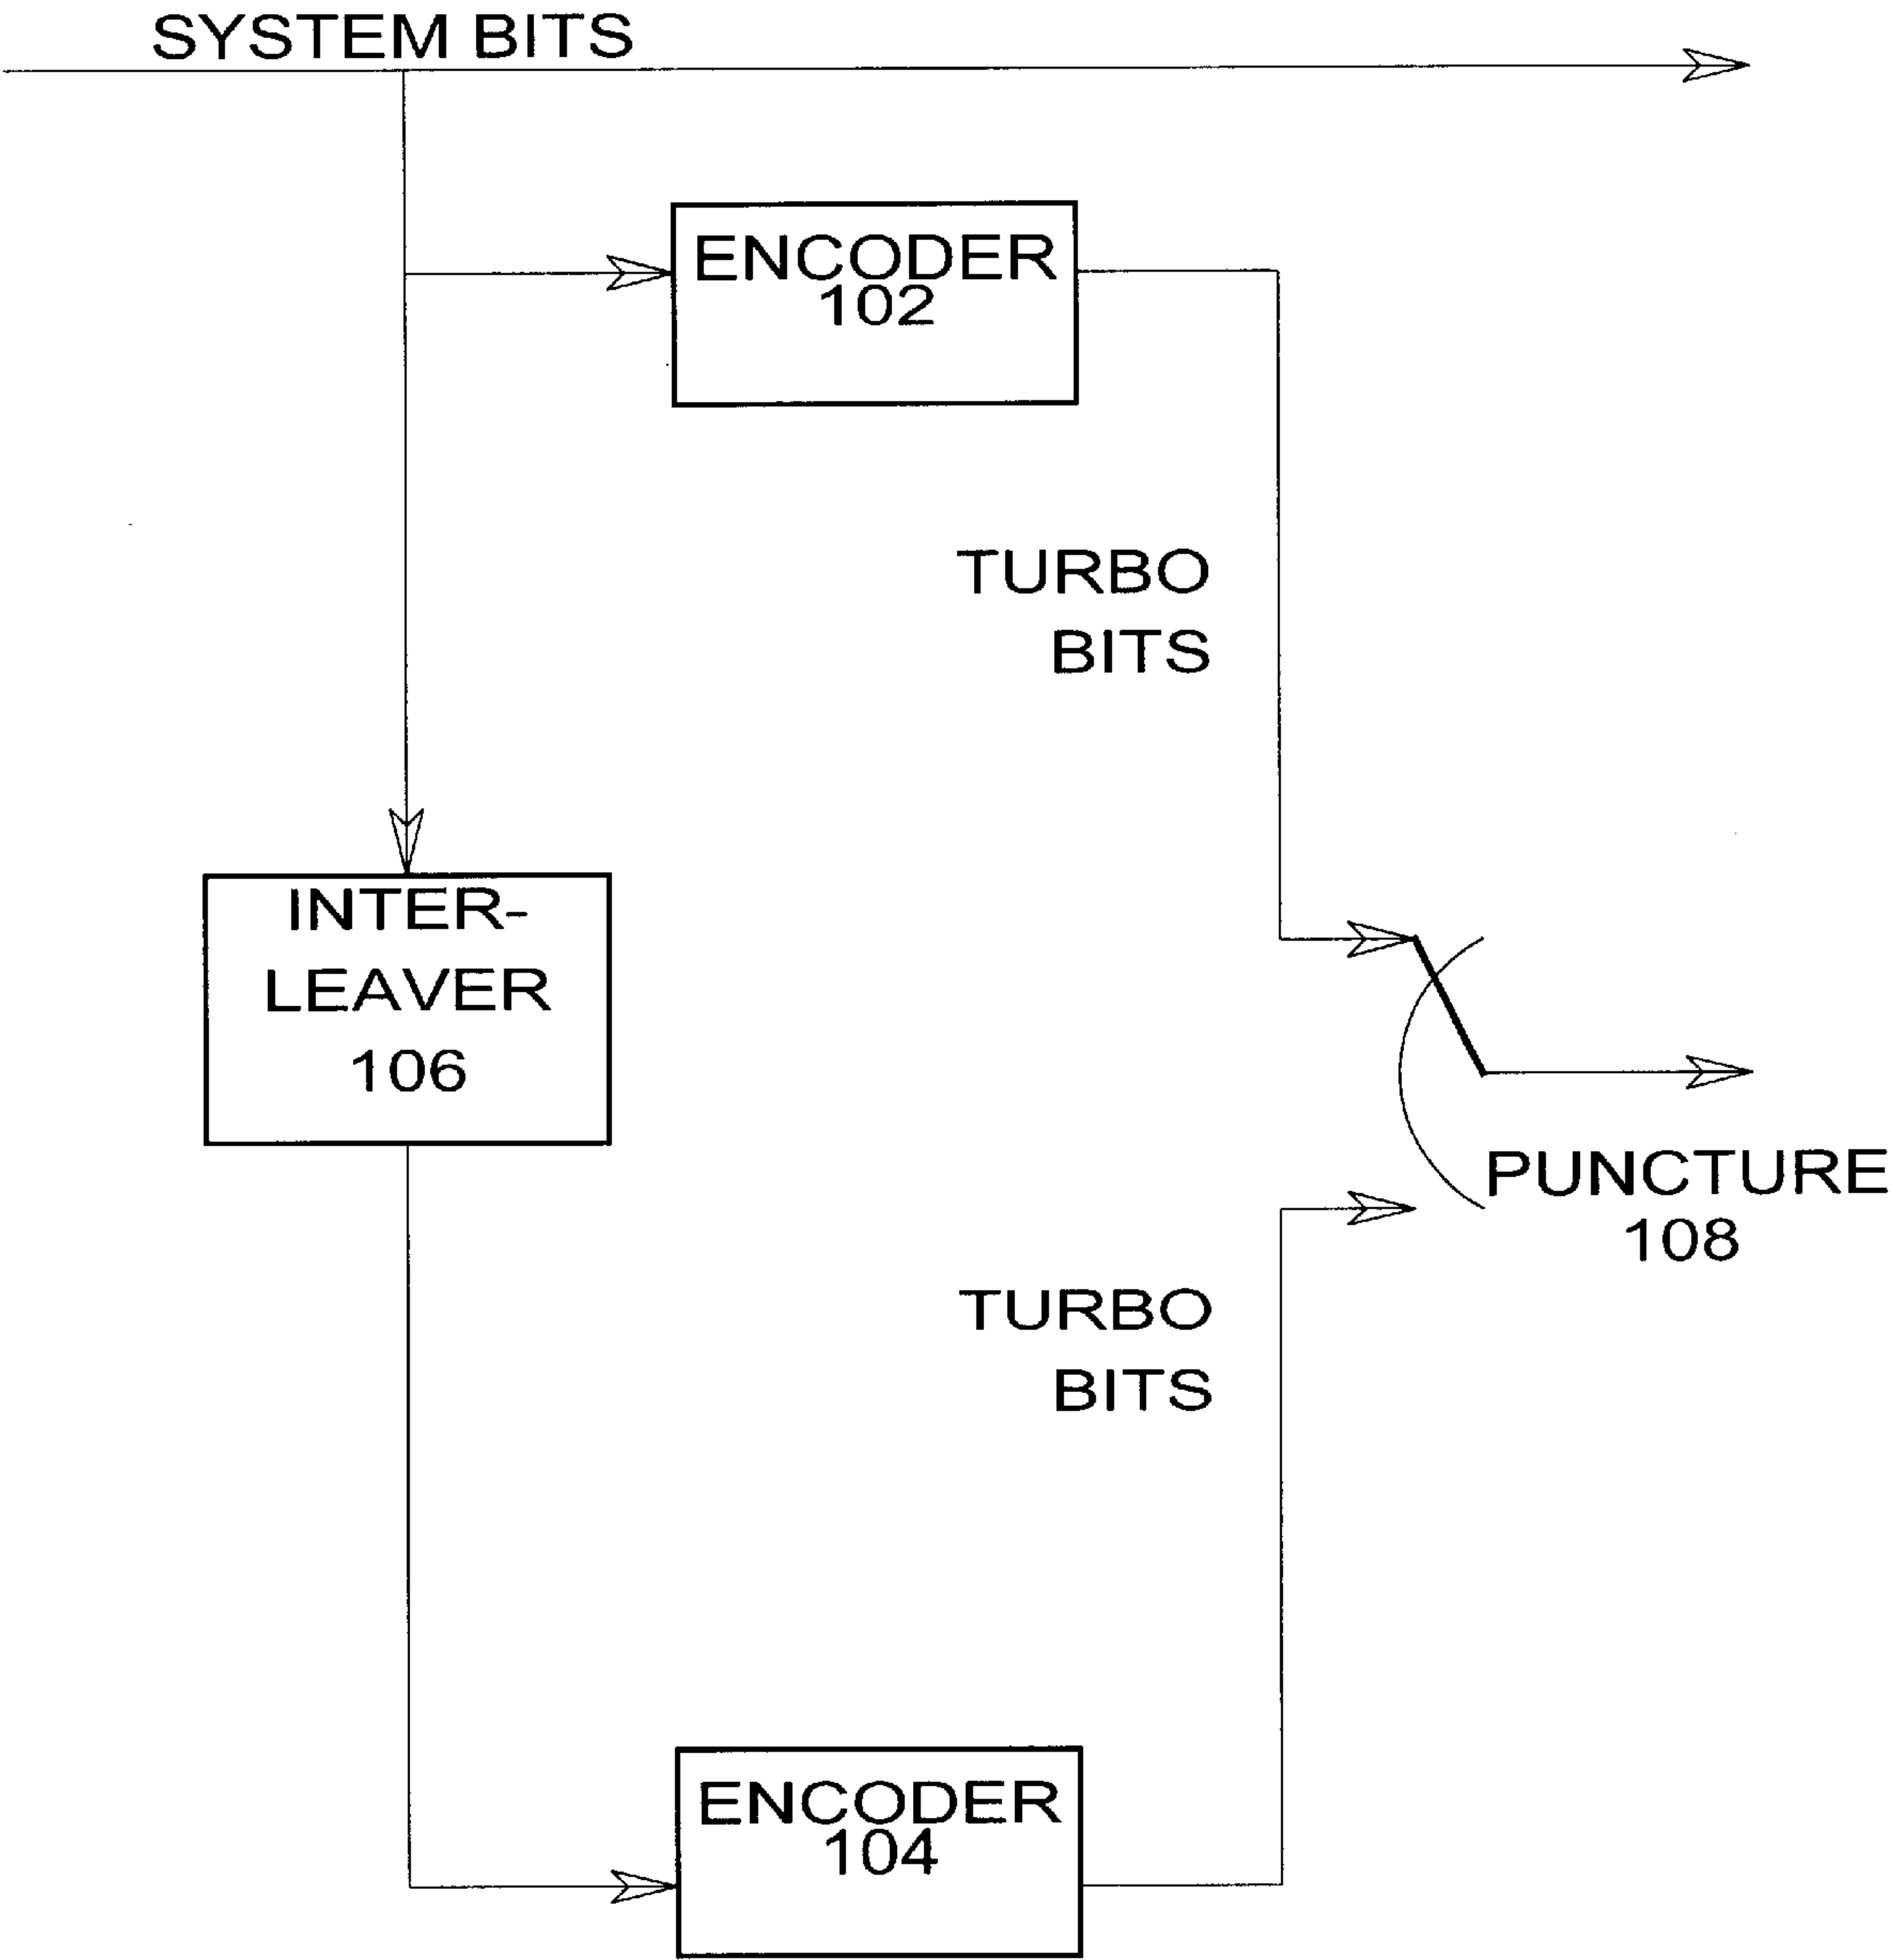 SYSTEM BITS
ENCODER
102
TURBO
BITS
INTER-
LEAVER
106
PUNCTURE
108
TURBO
BITS
ENCODER
104